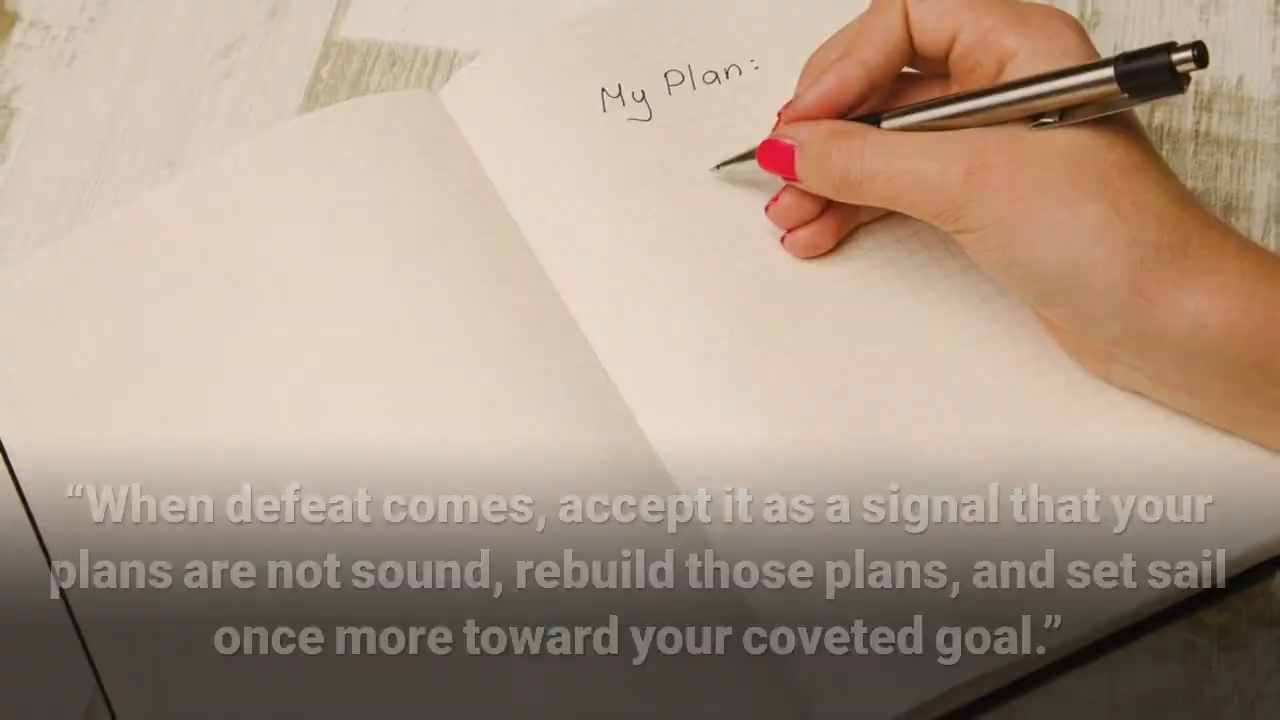 My Plan:
“When defeat comes, accept it as a signal that your
plans are not sound, rebuild those plans, and set sail
once more toward your coveted goal.”